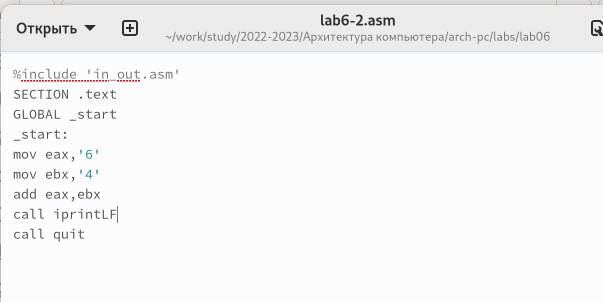 Открыть
lab6-2.asm
~/work/study/2022-2023/Архитектура компьютера/arch-pc/labs/lab06
%include 'in_out.asm'
SECTION .text
GLOBAL _start
_start:
mov eax,'6'
mov ebx,'4'
add eax,ebx
call iprintLF
call quit